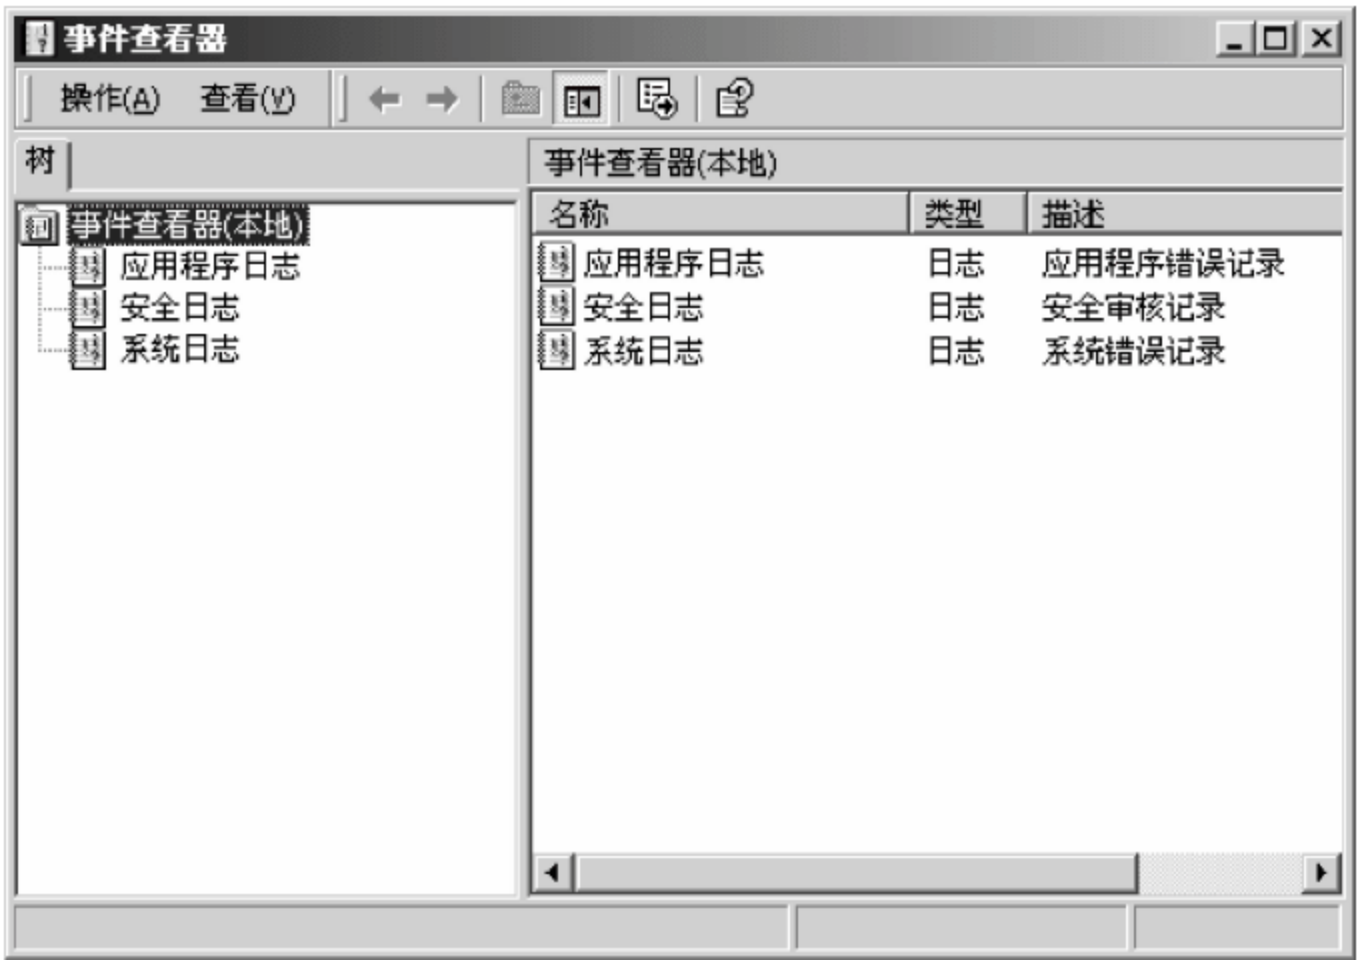 事件查看器
操作(A) 查看(V)
树
事件查看器(本地)
应用程序日志
安全日志
系统日志
事件查看器(本地)
名称 类型 描述
应用程序日志 日志 应用程序错误记录
安全日志 日志 安全审核记录
系统日志 日志 系统错误记录